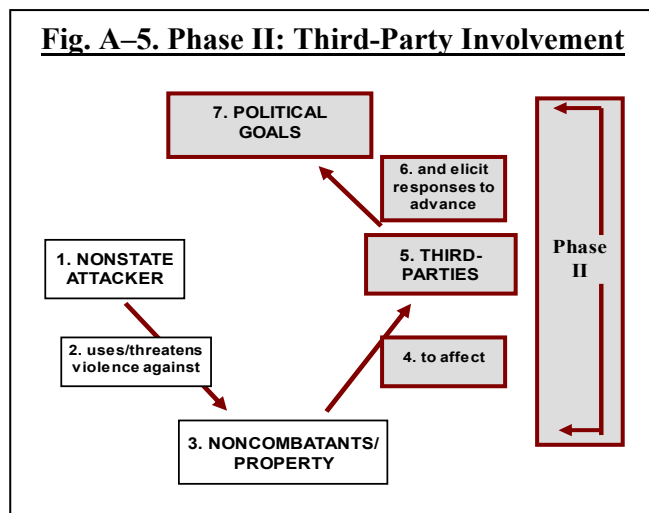 Fig. A–5. Phase II: Third-Party Involvement
7. POLITICAL
GOALS
6. and elicit
responses to
advance
1. NONSTATE
ATTACKER
5. THIRD-
PARTIES
Phase
II
2. uses/threatens
violence against
4. to affect
3. NONCOMBATANTS/
PROPERTY